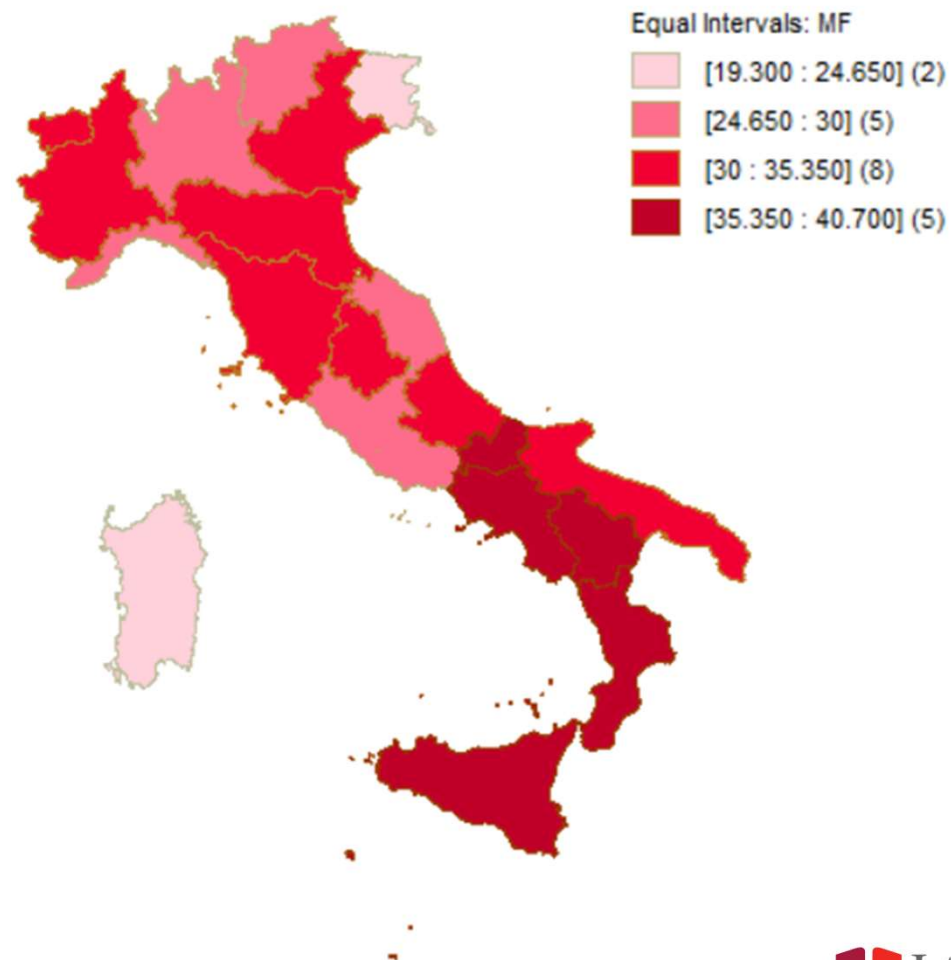 Equal Intervals: MF
[19.300 : 24.650] (2)
[24.650 : 30] (5)
[30 : 35.350] (8)
[35.350 : 40.700] (5)